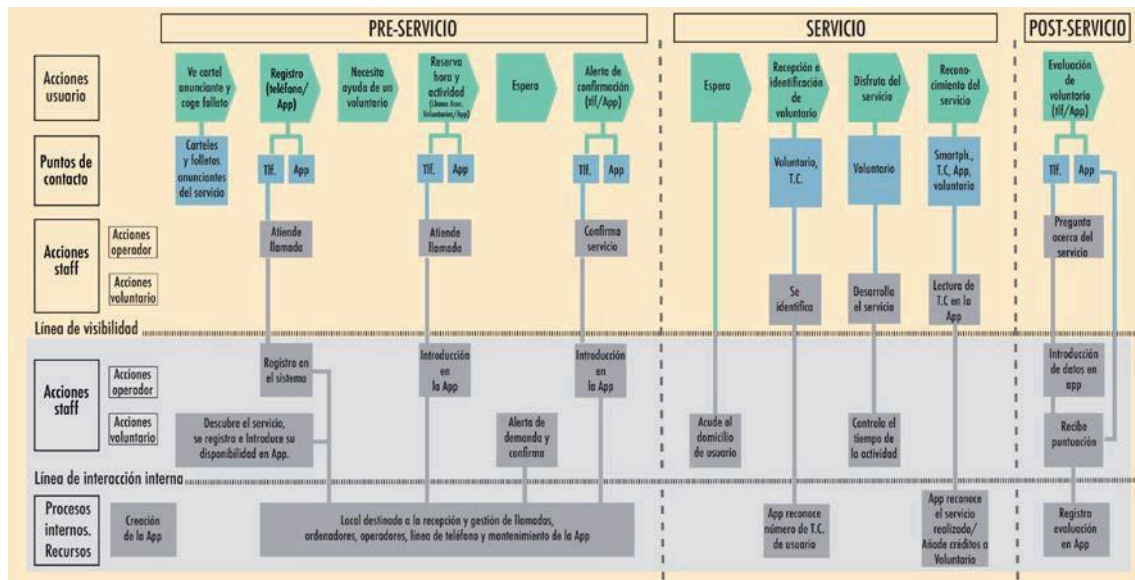 PRE-SERVICIO
SERVICIO
POST-SERVICIO
Acciones
usuario
Ve cartel
anunciante y
coge folleto
Registro
(teléfono/
App)
Necesita
ayuda de un
voluntario
Reserva
hora y
actividad
(Llama Asoc.
Voluntarios/App)
Espera
Alerta de
confirmación
(tlf/App)
Espera
Recepción e
identificación
de
voluntario
Disfruta del
servicio
Recono-
cimiento del
servicio
Evaluación
de
voluntario
(tlf/App)
Puntos de
contacto
Carteles
y folletos
anunciantes
del servicio
Tlf.
App
Tlf.
App
Tlf.
App
Voluntario,
T.C.
Voluntario
Smartph.,
T.C, App,
voluntario
Tlf.
App
Acciones
staff
Acciones
operador
Acciones
voluntario
Atiende
llamada
Atiende
llamada
Confirma
servicio
Se
identifica
Desarrolla
el servicio
Lectura de
T.C en la
App
Pregunta
acerca del
servicio
Línea de visibilidad
Acciones
staff
Acciones
operador
Acciones
voluntario
Registro en
el sistema
Introducción
en
la App
Introducción
en
la App
Introducción
de datos en
app
Descubre el servicio,
se registra e Introduce su
disponibilidad en App.
Alerta de
demanda y
confirma
Acude al
domicilio
de usuario
Controla el
tiempo de
la actividad
Recibe
puntuación
Línea de interacción interna
Procesos
internos.
Recursos
Creación
de la App
Local destinado a la recepción y gestión de llamadas,
ordenadores, operadores, línea de teléfono y mantenimiento de la App
App reconoce
número de T.C.
de usuario
App reconoce
el servicio
realizado/
Añade créditos a
Voluntario
Registra
evaluación
en App